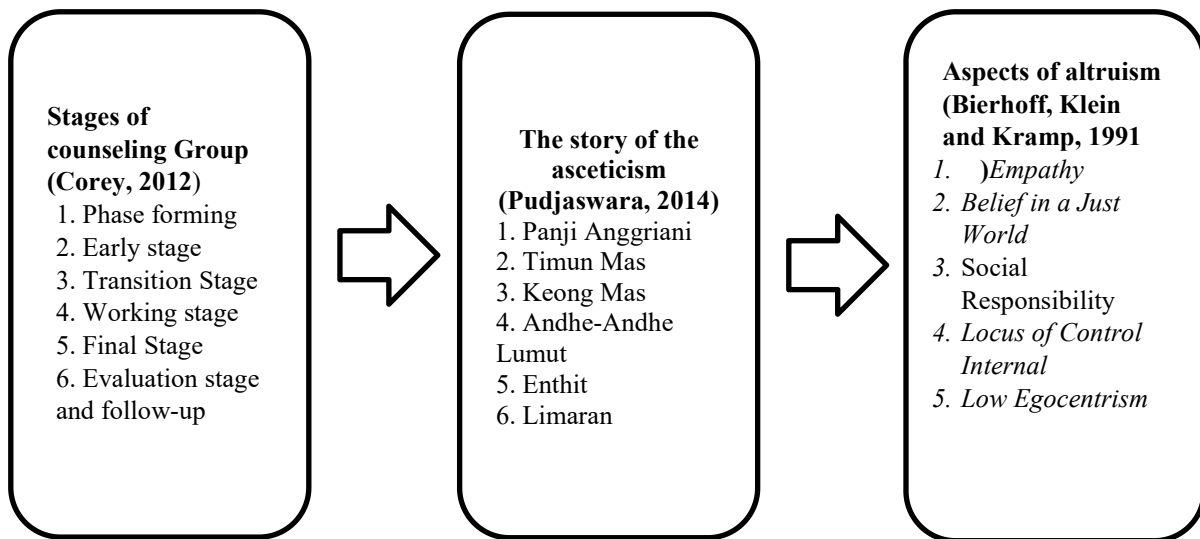 Stages of
counseling Group
(Corey, 2012)
1. Phase forming
2. Early stage
3. Transition Stage
4. Working stage
5. Final Stage
6. Evaluation stage
and follow-up
The story of the
asceticism
(Pudjaswara, 2014)
1. Panji Anggriani
2. Timun Mas
3. Keong Mas
4. Andhe-Andhe
Lumut
5. Enthit
6. Limaran
Aspects of altruism
(Bierhoff, Klein
and Kramp, 1991
1. )Empathy
2. Belief in a Just
World
3. Social
Responsibility
4. Locus of Control
Internal
5. Low Egocentrism